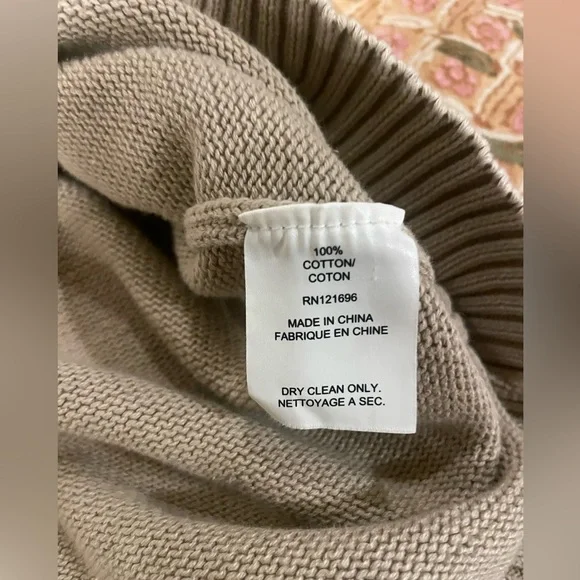 100%
COTTON/
COTON
RN121696
MADE IN CHINA
FABRIQUE EN CHINE
DRY CLEAN ONLY.
NETTOYAGE A SEC.